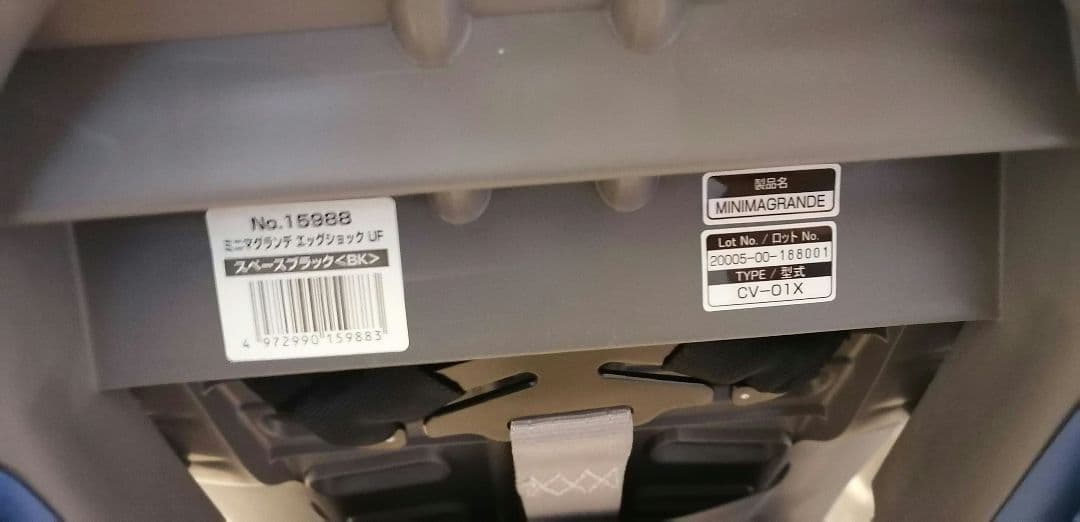 No.15988
ミニマグランデ エッグショック UF
スペースブラック<BK>
4 972990 159883
製品名
MINIMAGRANDE
Lot No. / ロット No.
20005-00-188001
TYPE / 型式
CV-01X